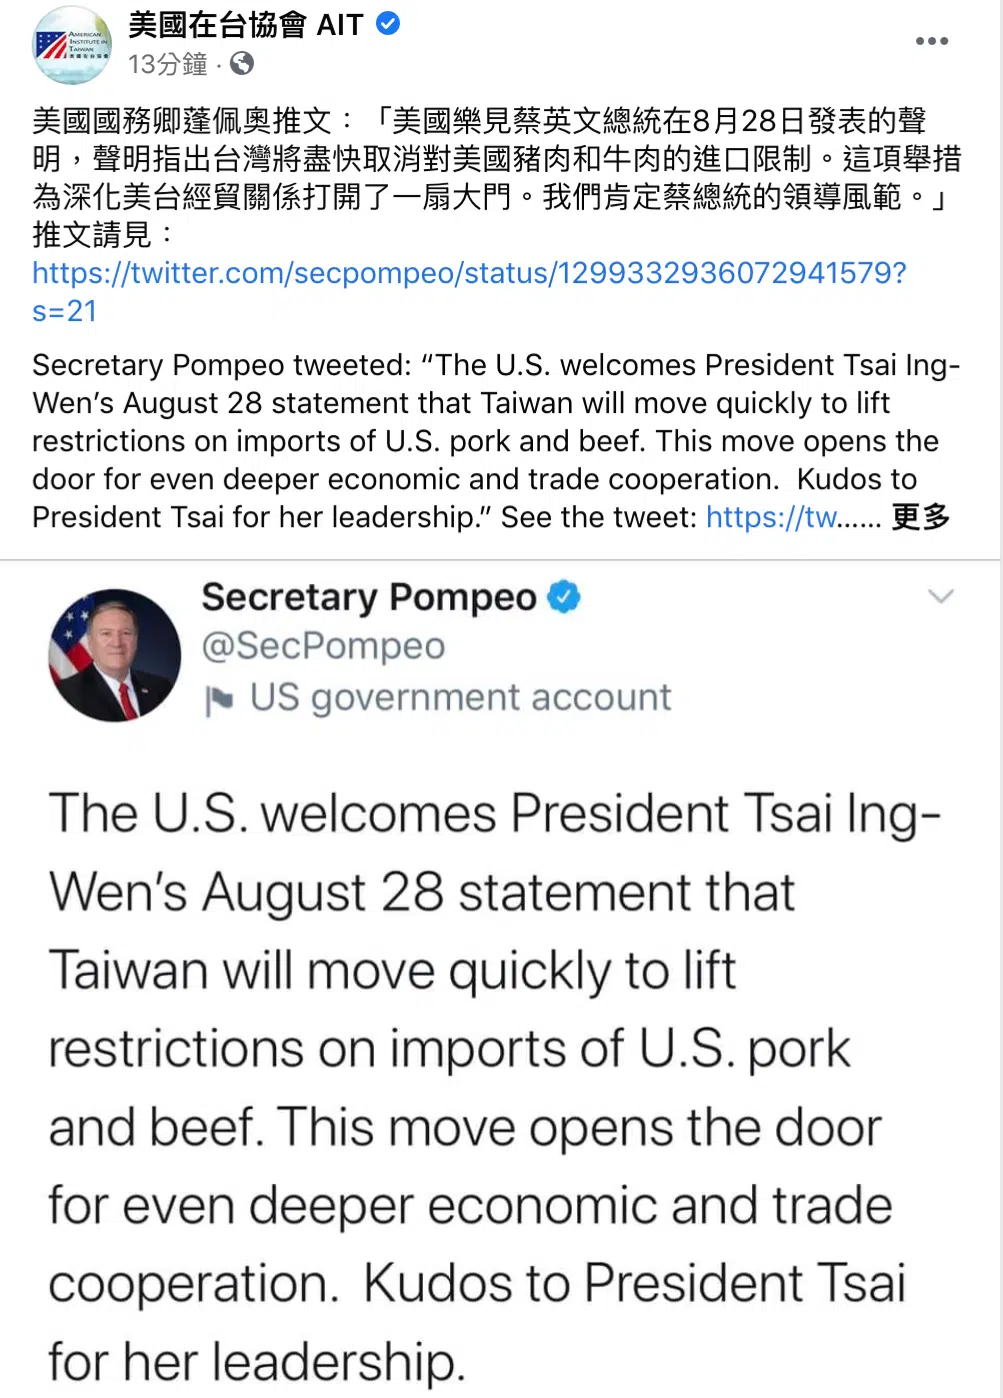 美國在台協會 AIT
13分鐘 ·
AMERICAN
INSTITUTE IN
TAIWAN
美國在台協會
美國國務卿蓬佩奧推文：「美國樂見蔡英文總統在8月28日發表的聲
明，聲明指出台灣將盡快取消對美國豬肉和牛肉的進口限制。這項舉措
為深化美台經貿關係打開了一扇大門。我們肯定蔡總統的領導風範。」
推文請見：
https://twitter.com/secpompeo/status/1299332936072941579?
s=21
Secretary Pompeo tweeted: “The U.S. welcomes President Tsai Ing-
Wen’s August 28 statement that Taiwan will move quickly to lift
restrictions on imports of U.S. pork and beef. This move opens the
door for even deeper economic and trade cooperation.  Kudos to
President Tsai for her leadership.” See the tweet: https://tw...... 更多
Secretary Pompeo
@SecPompeo
US government account
The U.S. welcomes President Tsai Ing-
Wen’s August 28 statement that
Taiwan will move quickly to lift
restrictions on imports of U.S. pork
and beef. This move opens the door
for even deeper economic and trade
cooperation.  Kudos to President Tsai
for her leadership.